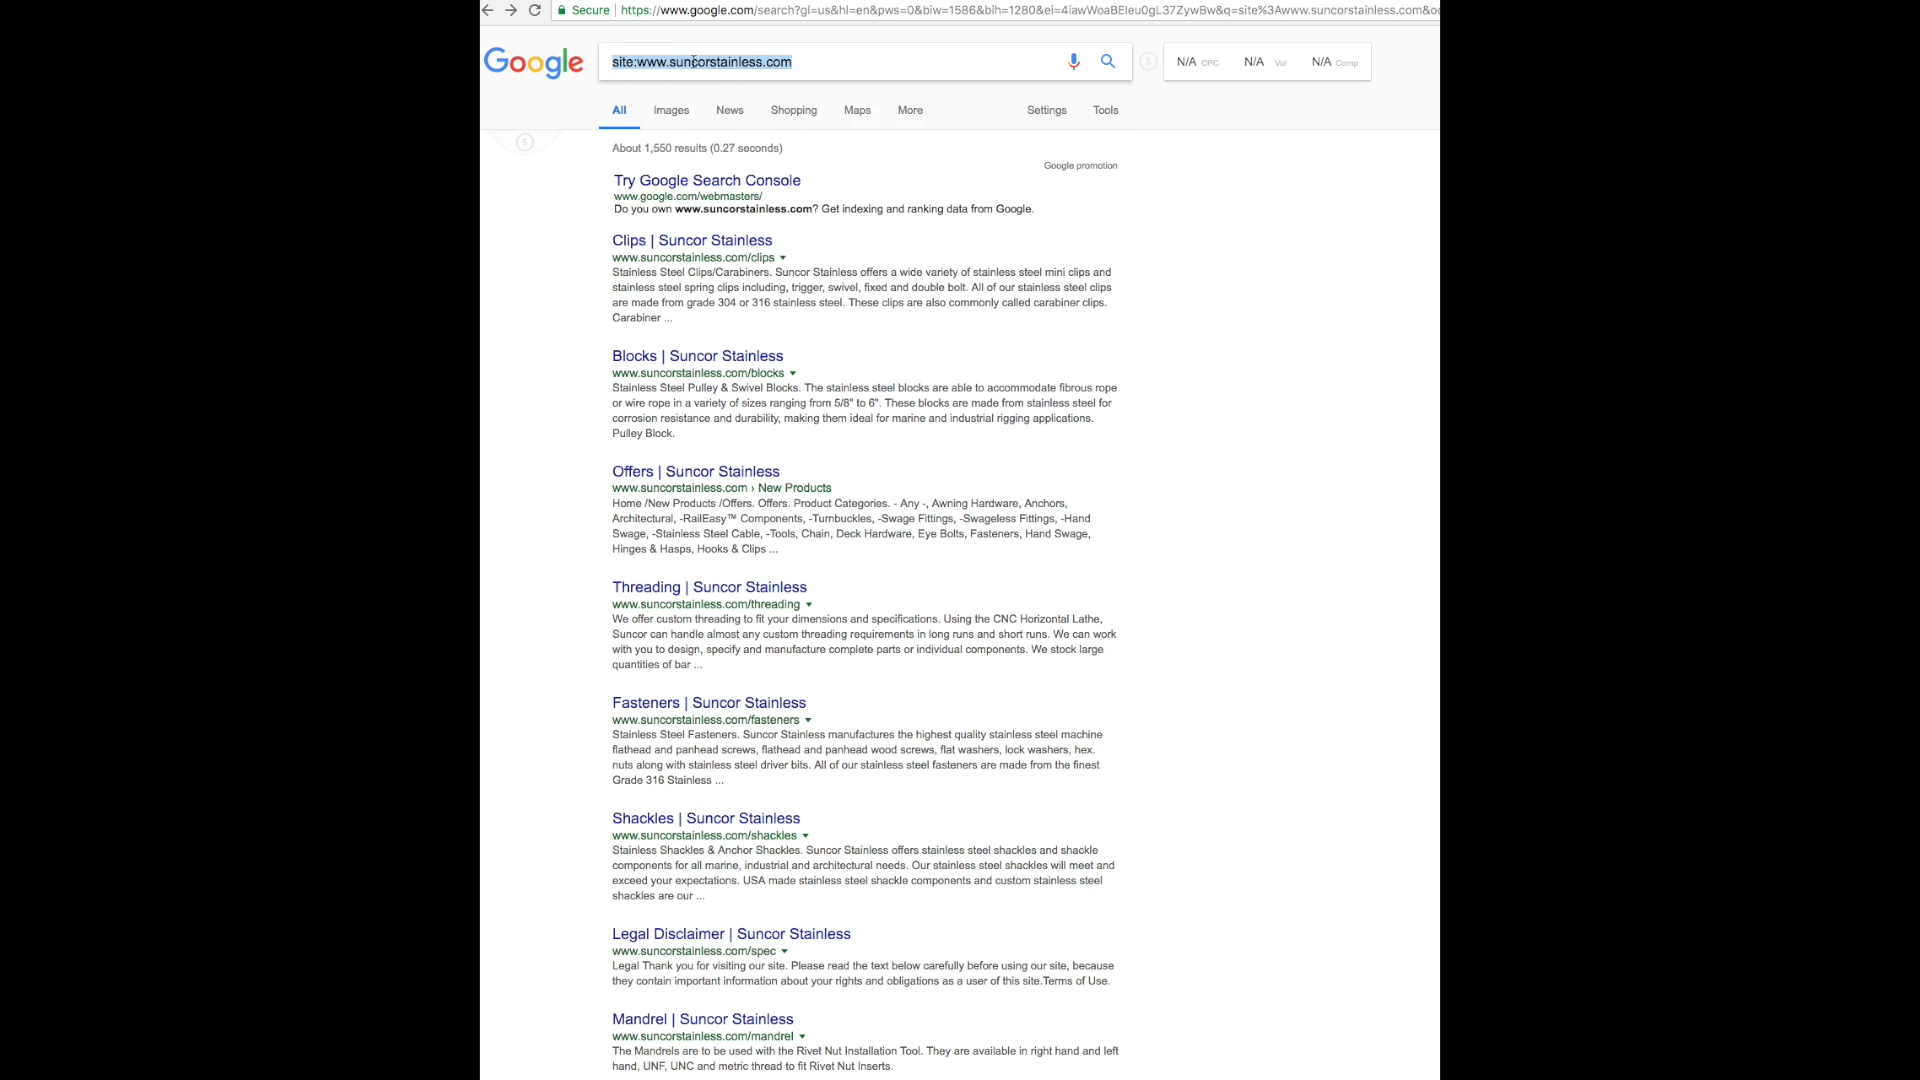 Secure | https://www.google.com/search?gl=us&hl=en&pws=0&biw=1586&bih=1280&ei=4iawWoaBEIeu0gL37ZywBw&q=site%3Awww.suncorstainless.com&oc
Google site:www.suncorstainless.com N/A CPC N/A Vol N/A Comp
All Images News Shopping Maps More Settings Tools
About 1,550 results (0.27 seconds)
Google promotion
Try Google Search Console
www.google.com/webmasters/
Do you own www.suncorstainless.com? Get indexing and ranking data from Google.
Clips | Suncor Stainless
www.suncorstainless.com/clips
Stainless Steel Clips/Carabiners. Suncor Stainless offers a wide variety of stainless steel mini clips and
stainless steel spring clips including, trigger, swivel, fixed and double bolt. All of our stainless steel clips
are made from grade 304 or 316 stainless steel. These clips are also commonly called carabiner clips.
Carabiner ...
Blocks | Suncor Stainless
www.suncorstainless.com/blocks
Stainless Steel Pulley & Swivel Blocks. The stainless steel blocks are able to accommodate fibrous rope
or wire rope in a variety of sizes ranging from 5/8" to 6". These blocks are made from stainless steel for
corrosion resistance and durability, making them ideal for marine and industrial rigging applications.
Pulley Block.
Offers | Suncor Stainless
www.suncorstainless.com › New Products
Home /New Products /Offers. Offers. Product Categories. - Any -, Awning Hardware, Anchors,
Architectural, -RailEasy™ Components, -Turnbuckles, -Swage Fittings, -Swageless Fittings, -Hand
Swage, -Stainless Steel Cable, -Tools, Chain, Deck Hardware, Eye Bolts, Fasteners, Hand Swage,
Hinges & Hasps, Hooks & Clips ...
Threading | Suncor Stainless
www.suncorstainless.com/threading
We offer custom threading to fit your dimensions and specifications. Using the CNC Horizontal Lathe,
Suncor can handle almost any custom threading requirements in long runs and short runs. We can work
with you to design, specify and manufacture complete parts or individual components. We stock large
quantities of bar ...
Fasteners | Suncor Stainless
www.suncorstainless.com/fasteners
Stainless Steel Fasteners. Suncor Stainless manufactures the highest quality stainless steel machine
flathead and panhead screws, flathead and panhead wood screws, flat washers, lock washers, hex.
nuts along with stainless steel driver bits. All of our stainless steel fasteners are made from the finest
Grade 316 Stainless ...
Shackles | Suncor Stainless
www.suncorstainless.com/shackles
Stainless Shackles & Anchor Shackles. Suncor Stainless offers stainless steel shackles and shackle
components for all marine, industrial and architectural needs. Our stainless steel shackles will meet and
exceed your expectations. USA made stainless steel shackle components and custom stainless steel
shackles are our ...
Legal Disclaimer | Suncor Stainless
www.suncorstainless.com/spec
Legal Thank you for visiting our site. Please read the text below carefully before using our site, because
they contain important information about your rights and obligations as a user of this site.Terms of Use.
Mandrel | Suncor Stainless
www.suncorstainless.com/mandrel
The Mandrels are to be used with the Rivet Nut Installation Tool. They are available in right hand and left
hand, UNF, UNC and metric thread to fit Rivet Nut Inserts.